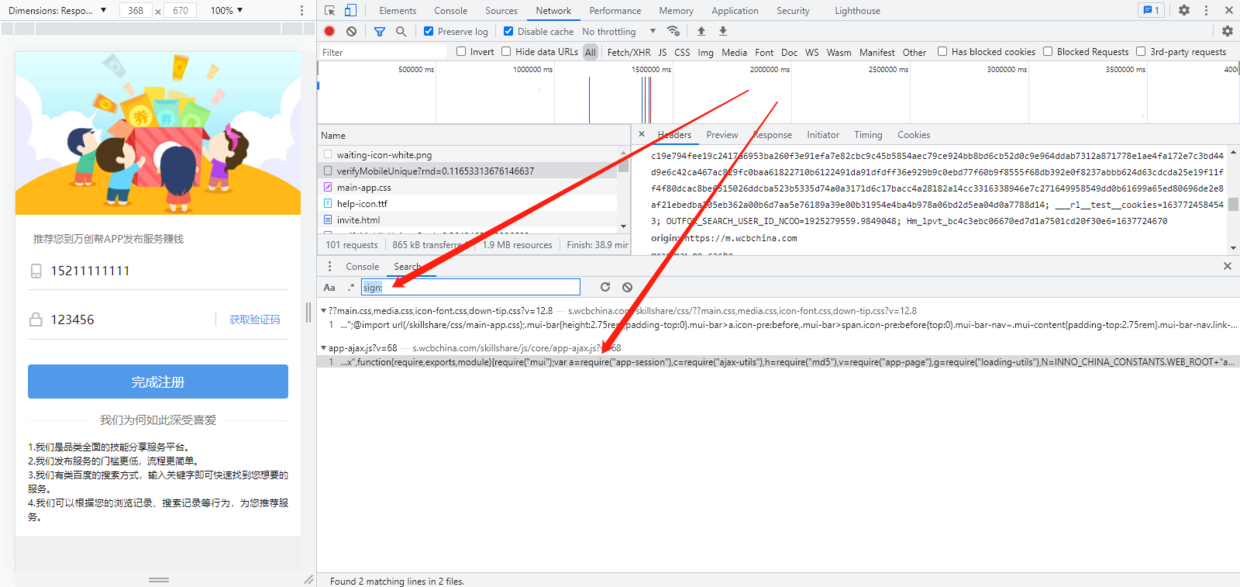 Dimensions: Respo... ▼ 368 x 670 100% ▼
Elements Console Sources Network Performance Memory Application Security Lighthouse 1
Preserve log Disable cache No throttling
Filter Invert Hide data URLs All Fetch/XHR JS CSS Img Media Font Doc WS Wasm Manifest Other Has blocked cookies Blocked Requests 3rd-party requests
500000 ms 1000000 ms 1500000 ms 2000000 ms 2500000 ms 3000000 ms 3500000 ms 400
Name
waiting-icon-white.png
verifyMobileUnique?rnd=0.11653313676146637
main-app.css
help-icon.ttf
invite.html
101 requests 865 kB transferre 1.9 MB resources Finish: 38.9 mir
Headers Preview Response Initiator Timing Cookies
43; OUTFOX_SEARCH_USER_ID_NCOO=1925279559.9849048; Hm_lpvt_bc4c3ebc06670ed7d1a7501cd20f30e6=1637724670
origin: https://m.wcbchina.com
Console Search
Aa .* sign:
??main.css,media.css,icon-font.css,down-tip.css?v=12.8 — s.wcbchina.com/skillshare/css/??main.css,media.css,icon-font.css,down-tip.css?v=12.8
1 ...";@import url(/skillshare/css/main-app.css);.mui-bar{height:2.75rem;padding-top:0}.mui-bar>a.icon-pre:before,.mui-bar>span.icon-pre:before{top:0}.mui-bar-nav~.mui-content{padding-top:2.75rem}.mui-bar-nav.link-...
app-ajax.js?v=68 — s.wcbchina.com/skillshare/js/core/app-ajax.js?v=68
1 ...x",function(require,exports,module){require("mui");var a=require("app-session"),c=require("ajax-utils"),h=require("md5"),v=require("app-page"),g=require("loading-utils"),N=INNO_CHINA_CONSTANTS.WEB_ROOT+"a...
Found 2 matching lines in 2 files.
券 券 券
推荐您到万创帮APP发布服务赚钱
15211111111
123456 获取验证码
完成注册
我们为何如此深受喜爱
1.我们是品类全面的技能分享服务平台。
2.我们发布服务的门槛更低，流程更简单。
3.我们有类百度的搜索方式，输入关键字即可快速找到您想要的
服务。
4.我们可以根据您的浏览记录、搜索记录等行为，为您推荐服
务。